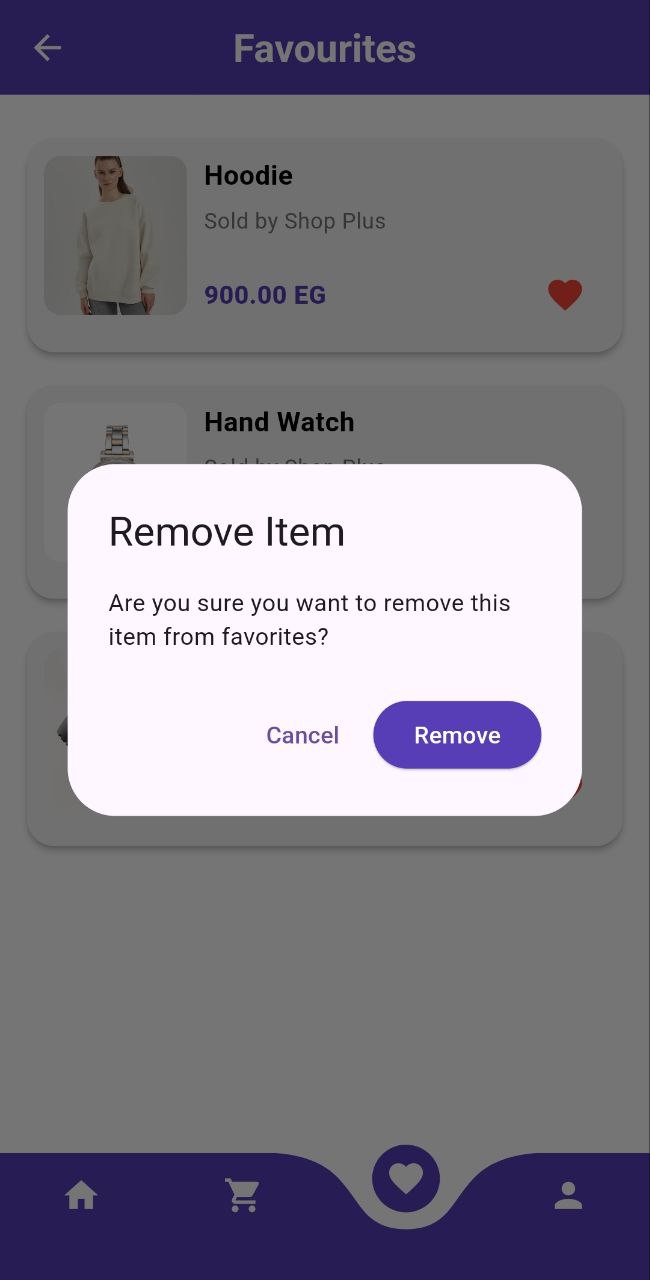 Favourites
Hoodie
Sold by Shop Plus
900.00 EG
Hand Watch
Sold by Shop Plus
Remove Item
Are you sure you want to remove this
item from favorites?
Cancel
Remove